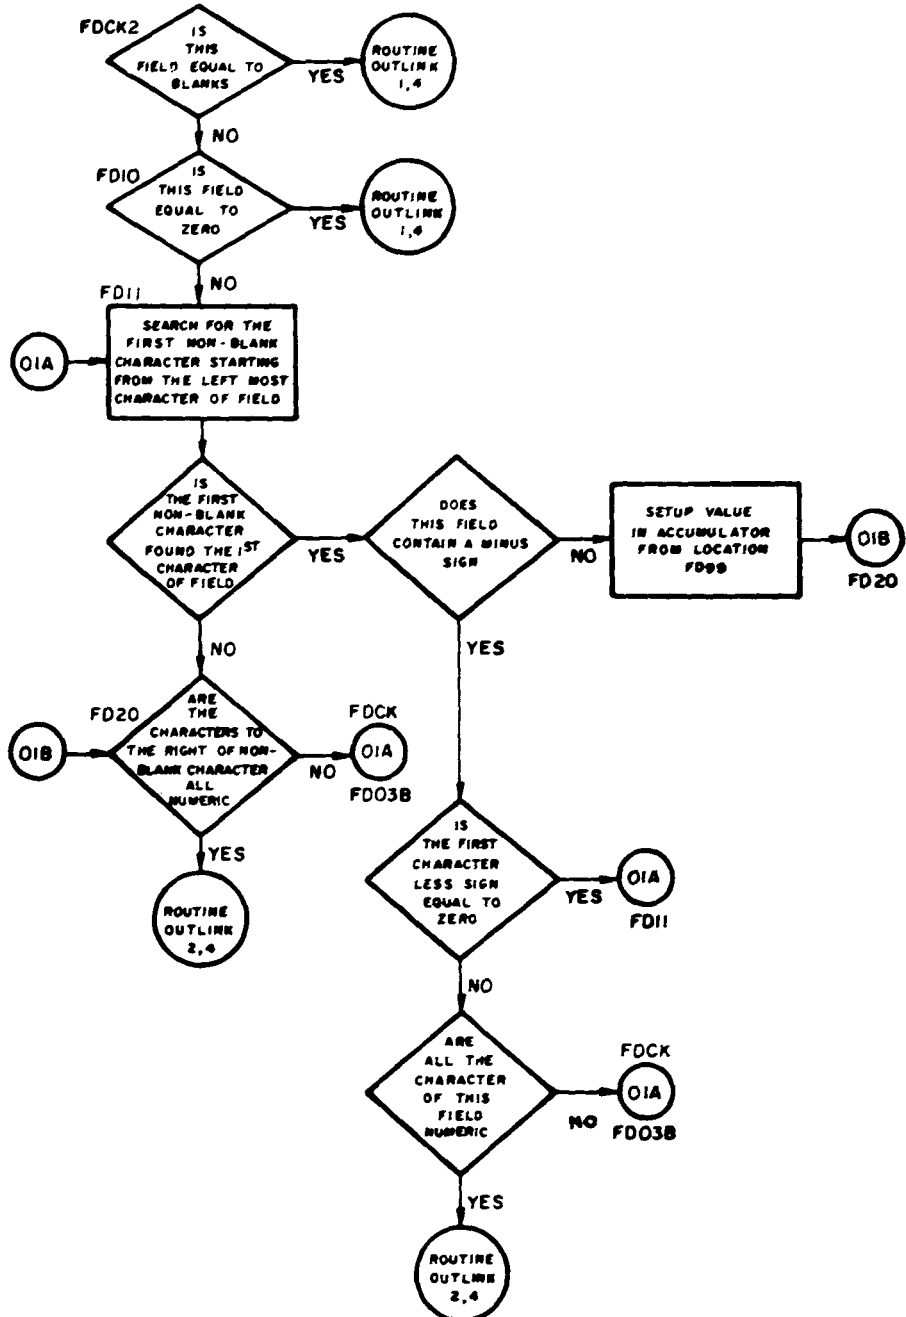 FDCK2
IS
THIS
FIELD EQUAL TO
BLANKS
YES
ROUTINE
OUTLINK
1,4
NO
FD10
IS
THIS FIELD
EQUAL TO
ZERO
YES
ROUTINE
OUTLINK
1,4
NO
FD11
SEARCH FOR THE
FIRST NON-BLANK
CHARACTER STARTING
FROM THE LEFT MOST
CHARACTER OF FIELD
01A
IS
THE FIRST
NON-BLANK
CHARACTER
FOUND THE 1ST
CHARACTER
OF FIELD
YES
DOES
THIS FIELD
CONTAIN A MINUS
SIGN
NO
SETUP VALUE
IN ACCUMULATOR
FROM LOCATION
FD99
01B
FD20
NO
YES
FD20
ARE
THE
CHARACTERS TO
THE RIGHT OF NON-
BLANK CHARACTER
ALL
NUMERIC
01B
NO
FDCK
01A
FD03B
YES
ROUTINE
OUTLINK
2,4
IS
THE FIRST
CHARACTER
LESS SIGN
EQUAL TO
ZERO
YES
01A
FD11
NO
ARE
ALL THE
CHARACTER
OF THIS
FIELD
NUMERIC
NO
FDCK
01A
FD03B
YES
ROUTINE
OUTLINK
2,4